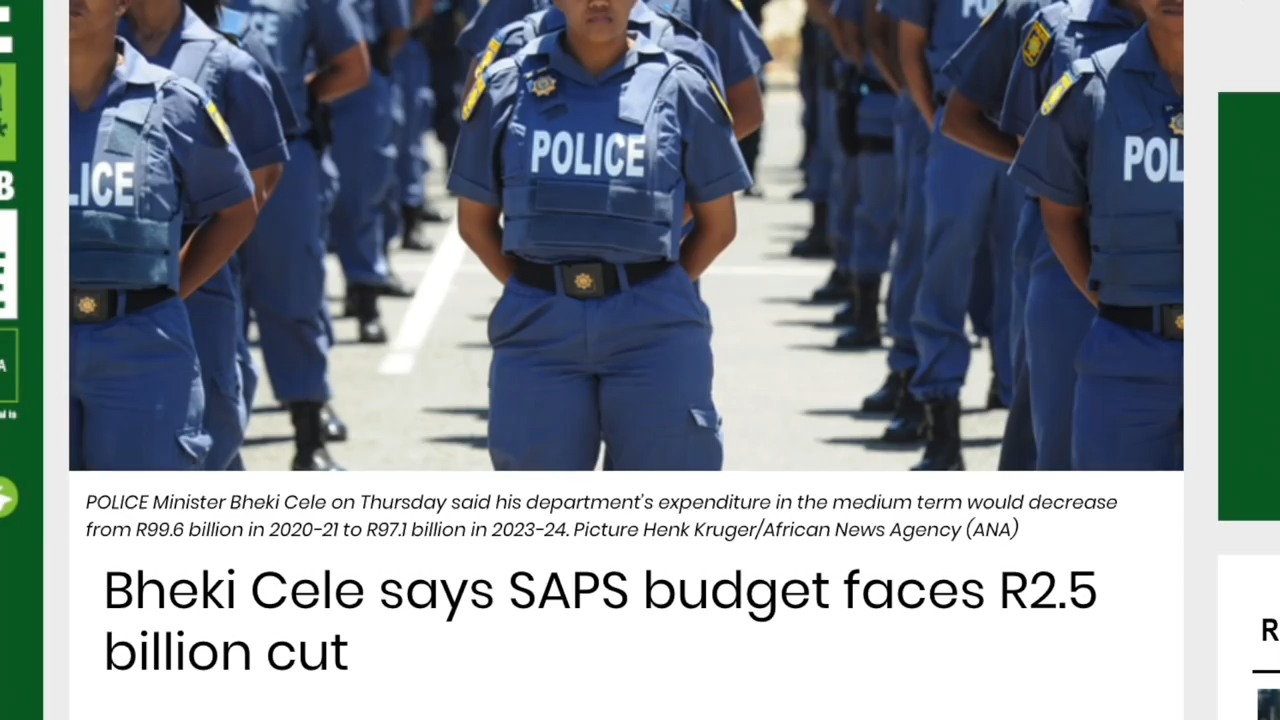 POLICE
LICE
POL
POLICE Minister Bheki Cele on Thursday said his department's expenditure in the medium term would decrease
from R99.6 billion in 2020-21 to R97.1 billion in 2023-24. Picture Henk Kruger/African News Agency (ANA)
Bheki Cele says SAPS budget faces R2.5
billion cut
B
E
A
R